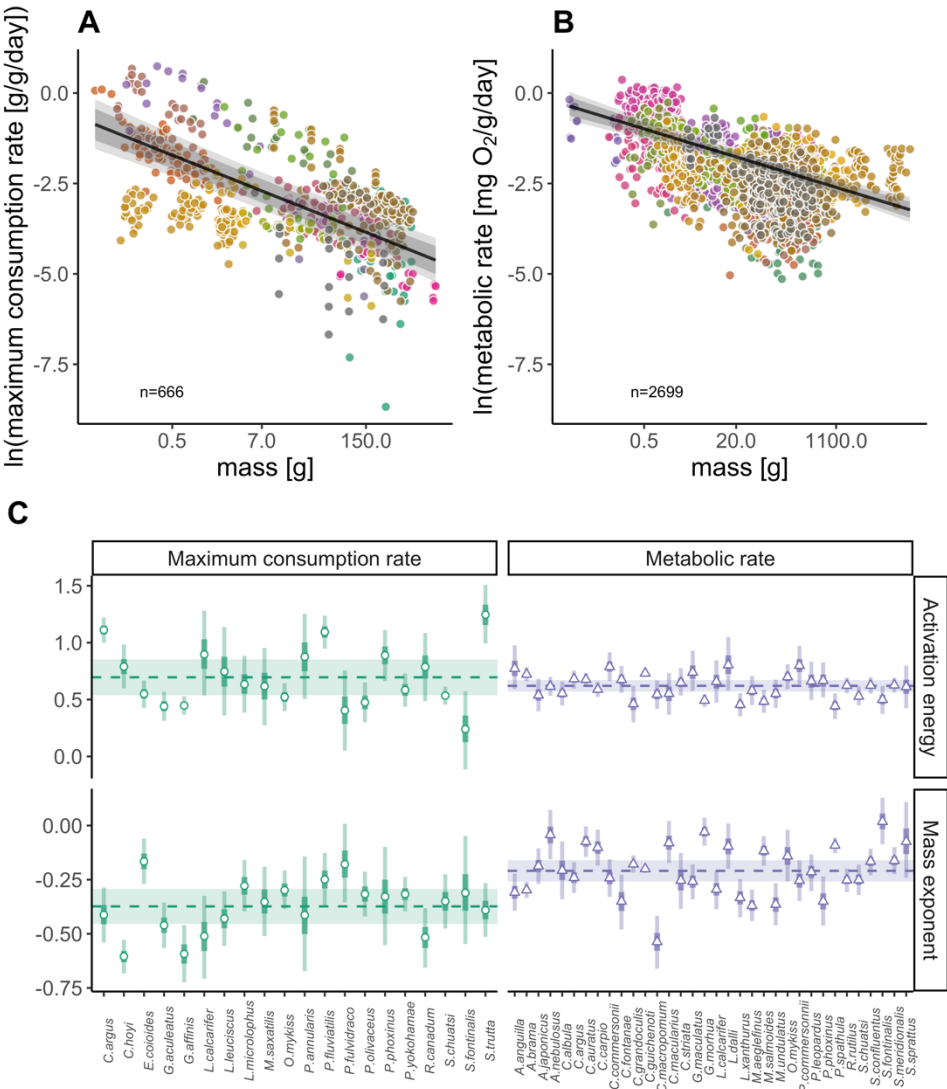 A
B
ln(maximum consumption rate [g/g/day])
0.0
-2.5
-5.0
-7.5
n=666
0.5 7.0 150.0
mass [g]
ln(metabolic rate [mg O2/g/day])
0.0
-2.5
-5.0
-7.5
n=2699
0.5 20.0 1100.0
mass [g]
C
Maximum consumption rate
Metabolic rate
1.5
1.0
0.5
0.0
Activation energy
0.00
-0.25
-0.50
-0.75
Mass exponent
C.argus
C.hoyi
E.coioides
G.aculeatus
G.affinis
L.calcarifer
L.leuciscus
L.microlophus
M.saxatilis
O.mykiss
P.annularis
P.fluviatilis
P.fulvidraco
P.olivaceus
P.phoxinus
P.yokohamae
R.canadum
S.chuatsi
S.fontinalis
S.trutta
A.anguilla
A.brama
A.japonicus
A.nebulosus
C.albula
C.argus
C.auratus
C.carpio
C.commersonii
C.fontanae
C.grandoculis
C.guichenoti
C.macropomum
C.macularius
C.striata
G.maculatus
G.morhua
L.calcarifer
L.dalli
L.xanthurus
M.aeglefinus
M.salmoides
M.undulatus
O.mykiss
P.commersonnii
P.leopardus
P.phoxinus
P.spathula
R.rutilus
S.chuatsi
S.confluentus
S.fontinalis
S.meridionalis
S.sprattus